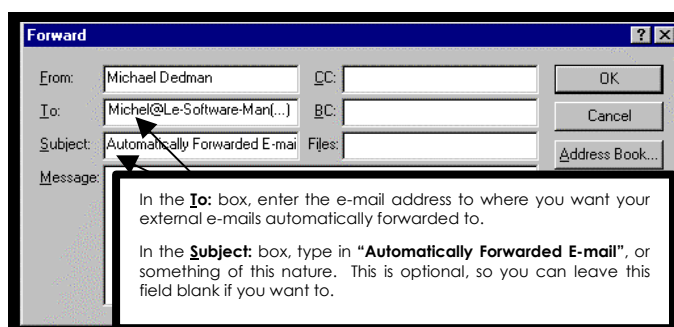 Forward
From: Michael Dedman CC: OK
To: Michel@Le-Software-Man(...) BC: Cancel
Subject: Automatically Forwarded E-mai Files: Address Book...
Message:
In the To: box, enter the e-mail address to where you want your
external e-mails automatically forwarded to.
In the Subject: box, type in “Automatically Forwarded E-mail”, or
something of this nature. This is optional, so you can leave this
field blank if you want to.